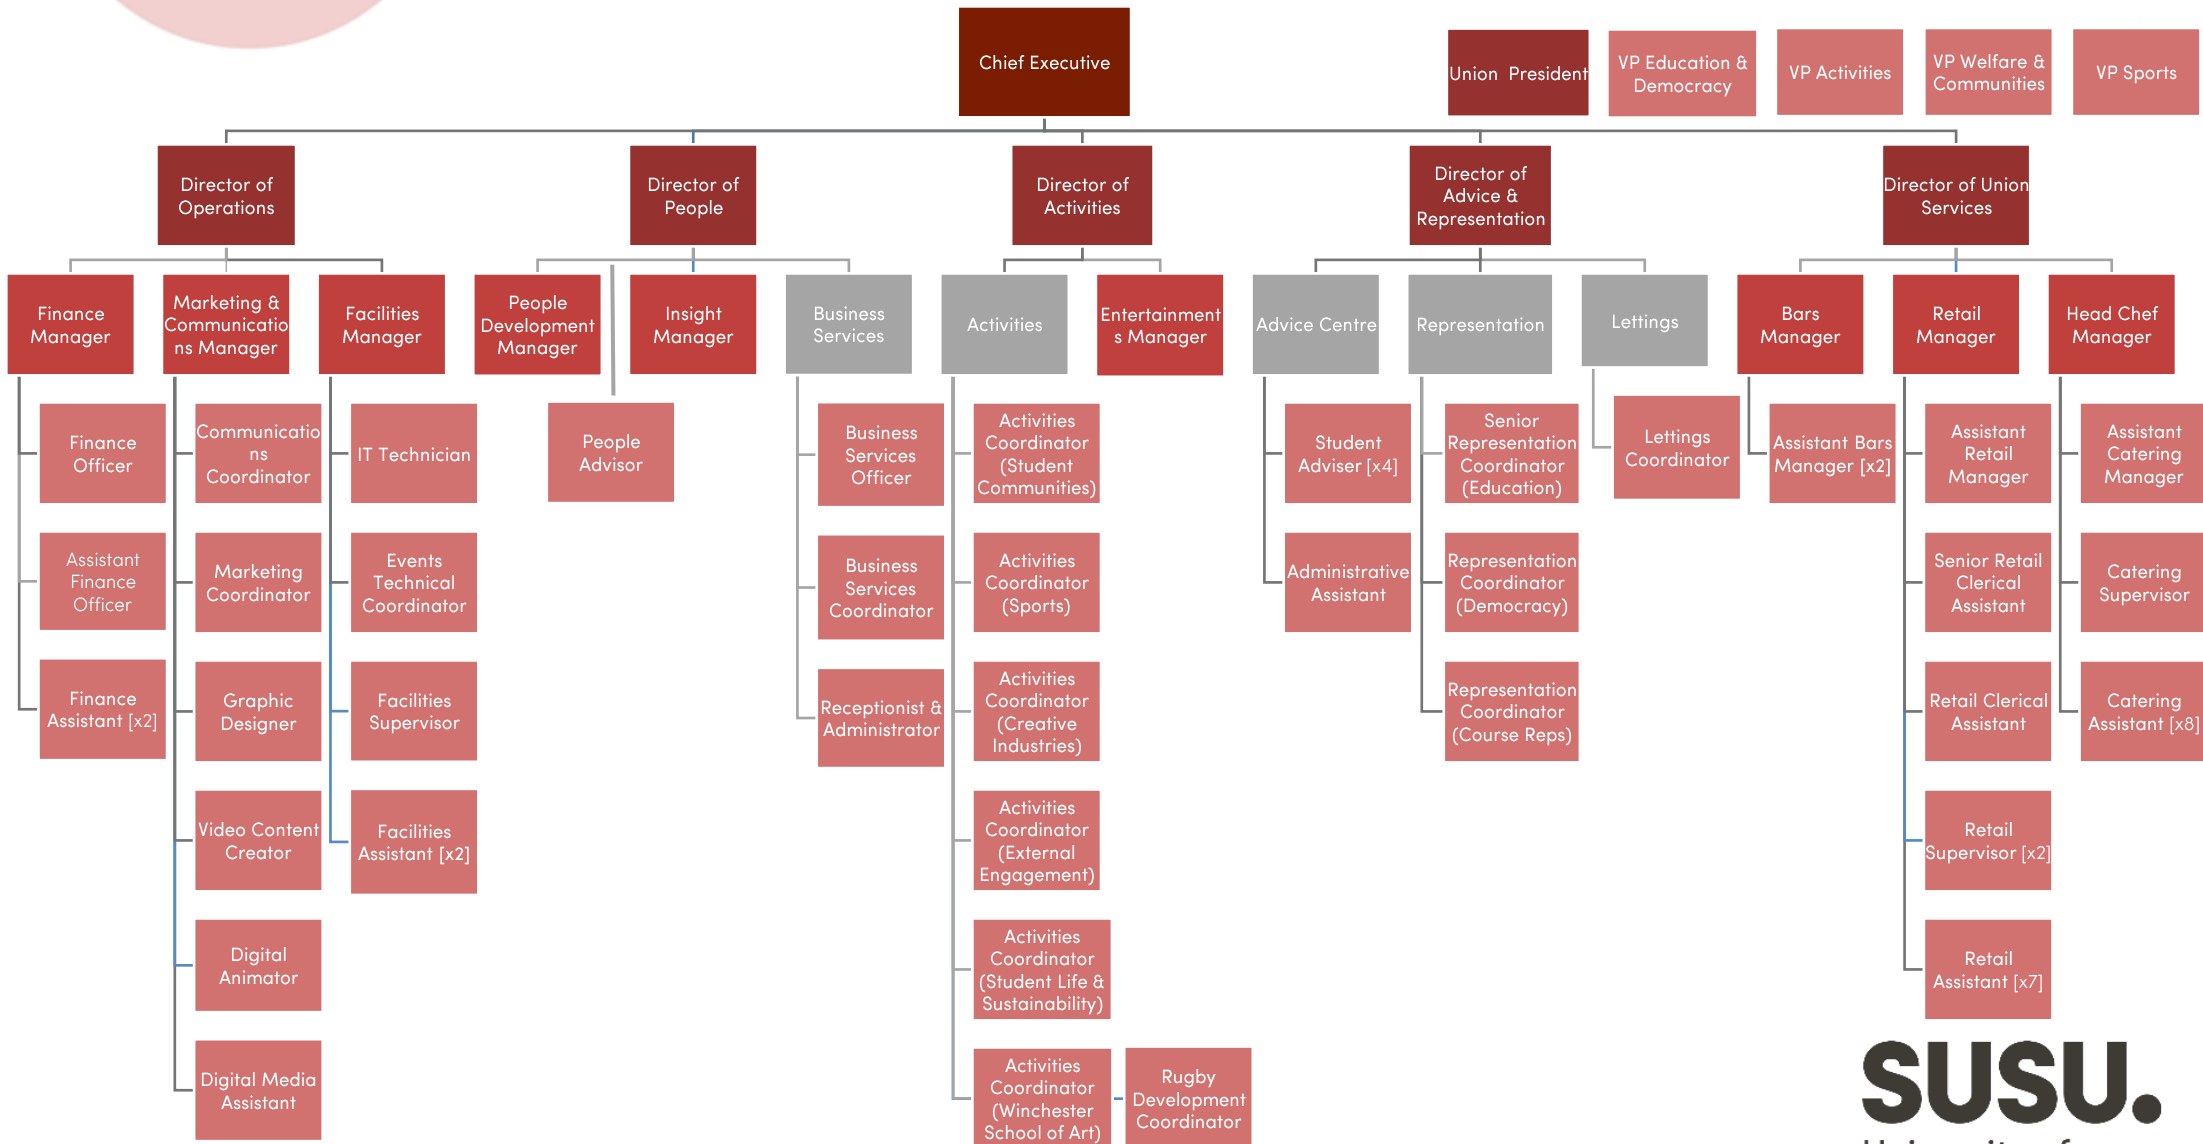 Chief Executive
Union President
VP Education &
Democracy
VP Activities
VP Welfare &
Communities
VP Sports
Director of
Operations
Director of
People
Director of
Activities
Director of
Advice &
Representation
Director of Union
Services
Finance
Manager
Marketing &
Communicatio
ns Manager
Facilities
Manager
People
Development
Manager
Insight
Manager
Business
Services
Activities
Entertainment
s Manager
Advice Centre
Representation
Lettings
Bars
Manager
Retail
Manager
Head Chef
Manager
Finance
Officer
Assistant
Finance
Officer
Finance
Assistant [x2]
Communicatio
ns
Coordinator
Marketing
Coordinator
Graphic
Designer
Video Content
Creator
Digital
Animator
Digital Media
Assistant
IT Technician
Events
Technical
Coordinator
Facilities
Supervisor
Facilities
Assistant [x2]
People
Advisor
Business
Services
Officer
Business
Services
Coordinator
Receptionist &
Administrator
Activities
Coordinator
(Student
Communities)
Activities
Coordinator
(Sports)
Activities
Coordinator
(Creative
Industries)
Activities
Coordinator
(External
Engagement)
Activities
Coordinator
(Student Life &
Sustainability)
Activities
Coordinator
(Winchester
School of Art)
Rugby
Development
Coordinator
Student
Adviser [x4]
Administrative
Assistant
Senior
Representation
Coordinator
(Education)
Representation
Coordinator
(Democracy)
Representation
Coordinator
(Course Reps)
Lettings
Coordinator
Assistant Bars
Manager [x2]
Assistant
Retail
Manager
Senior Retail
Clerical
Assistant
Retail Clerical
Assistant
Retail
Supervisor [x2]
Retail
Assistant [x7]
Assistant
Catering
Manager
Catering
Supervisor
Catering
Assistant [x8]
SUSU.